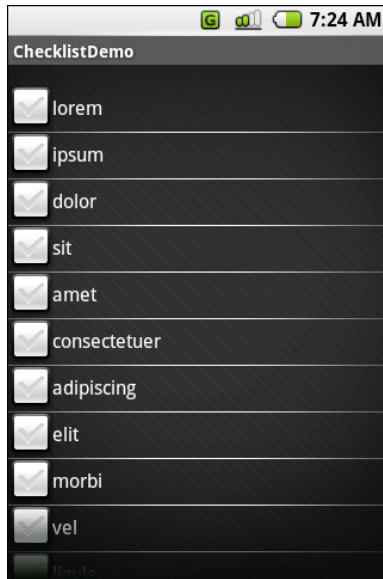 G 7:24 AM
ChecklistDemo
lorem
ipsum
dolor
sit
amet
consectetuer
adipiscing
elit
morbi
vel